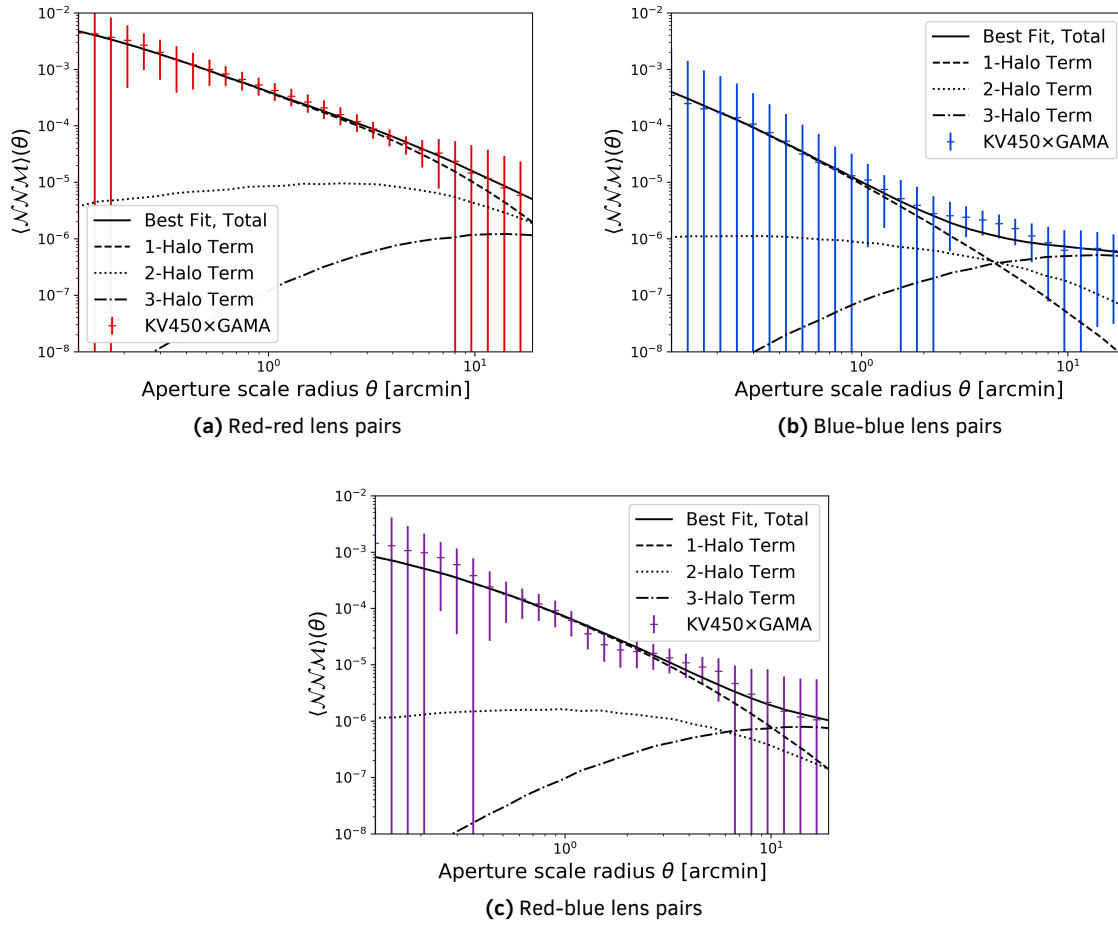 10⁻²
10⁻³
10⁻⁴
10⁻⁵
10⁻⁶
10⁻⁷
10⁻⁸
⟨𝒩𝒩ℳ⟩(θ)
Best Fit, Total
1-Halo Term
2-Halo Term
3-Halo Term
KV450×GAMA
10⁰ 10¹
Aperture scale radius θ [arcmin]
(a) Red-red lens pairs
10⁻²
10⁻³
10⁻⁴
10⁻⁵
10⁻⁶
10⁻⁷
10⁻⁸
⟨𝒩𝒩ℳ⟩(θ)
Best Fit, Total
1-Halo Term
2-Halo Term
3-Halo Term
KV450×GAMA
10⁰ 10¹
Aperture scale radius θ [arcmin]
(b) Blue-blue lens pairs
10⁻²
10⁻³
10⁻⁴
10⁻⁵
10⁻⁶
10⁻⁷
10⁻⁸
⟨𝒩𝒩ℳ⟩(θ)
Best Fit, Total
1-Halo Term
2-Halo Term
3-Halo Term
KV450×GAMA
10⁰ 10¹
Aperture scale radius θ [arcmin]
(c) Red-blue lens pairs